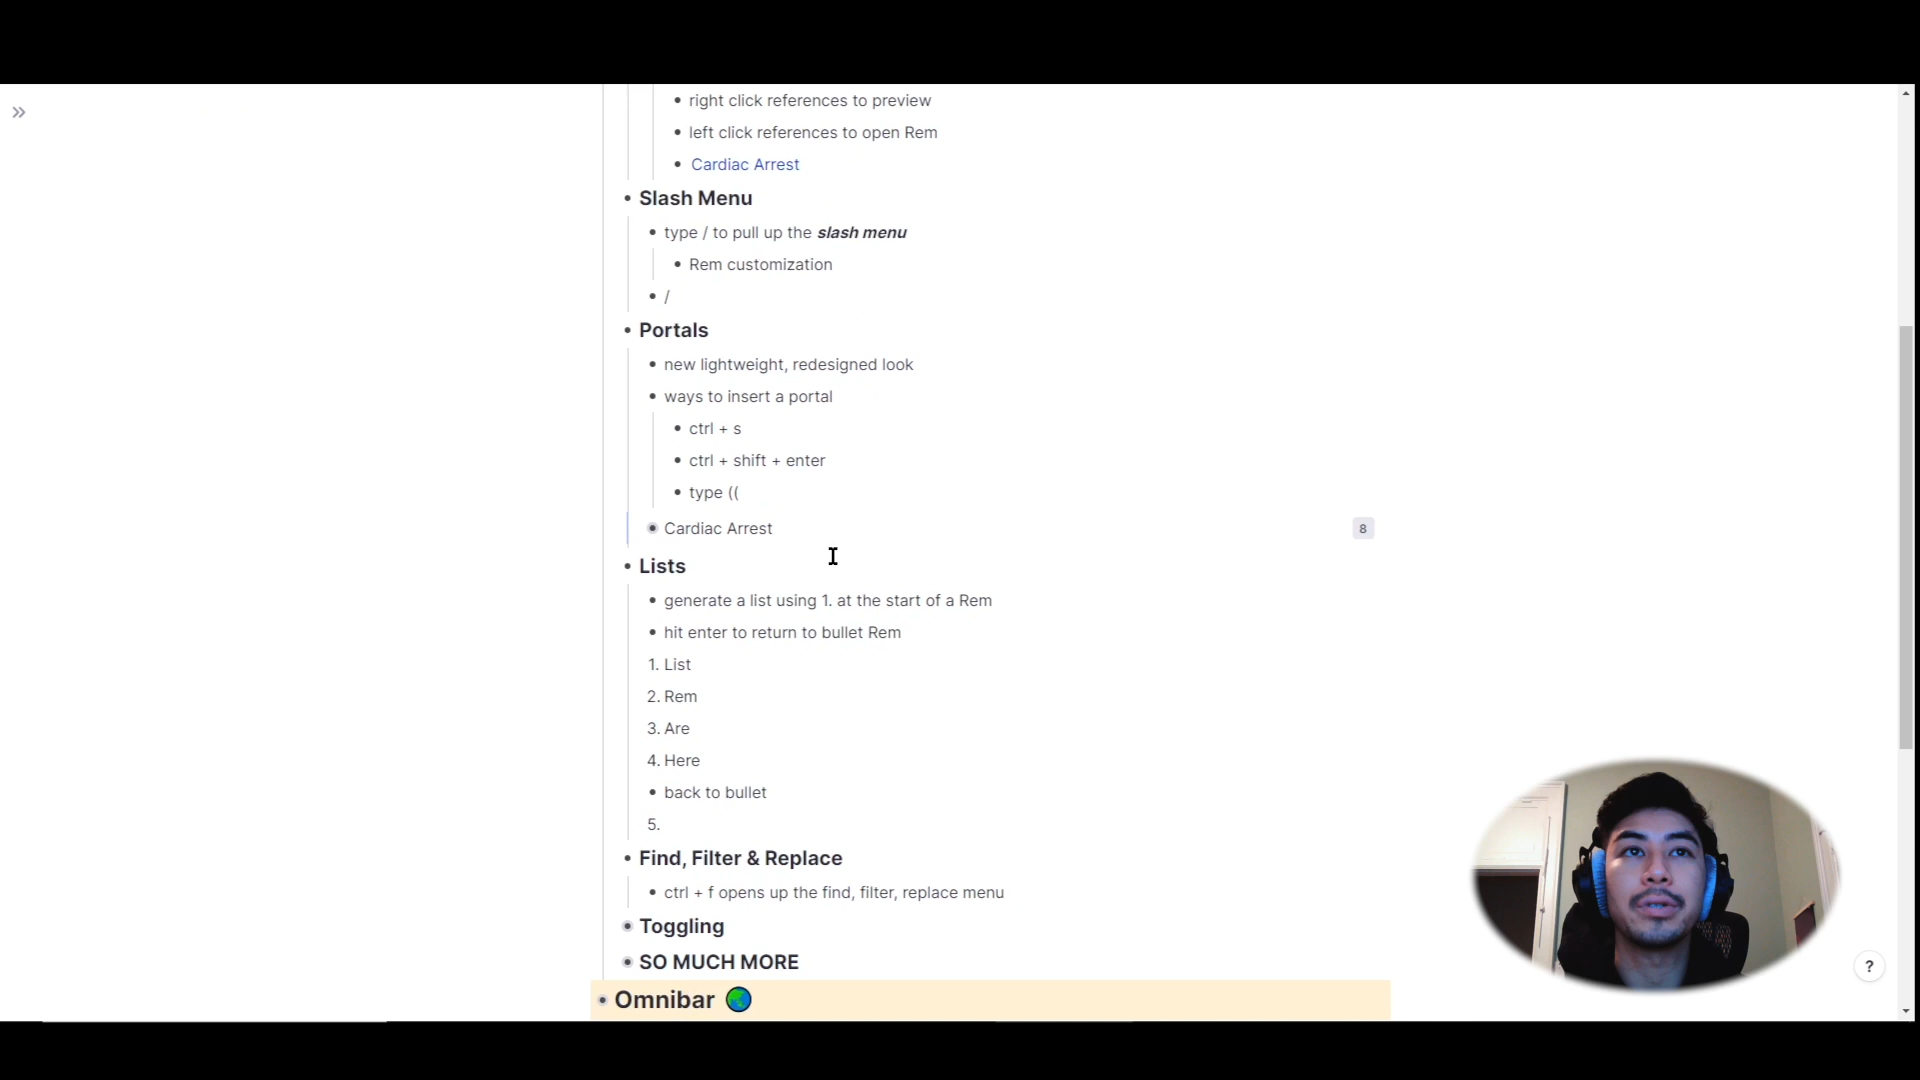 right click references to preview
left click references to open Rem
Cardiac Arrest
Slash Menu
type / to pull up the slash menu
Rem customization
/
Portals
new lightweight, redesigned look
ways to insert a portal
ctrl + s
ctrl + shift + enter
type ((
Cardiac Arrest 8
Lists
generate a list using 1. at the start of a Rem
hit enter to return to bullet Rem
1. List
2. Rem
3. Are
4. Here
back to bullet
5.
Find, Filter & Replace
ctrl + f opens up the find, filter, replace menu
Toggling
SO MUCH MORE
?
Omnibar